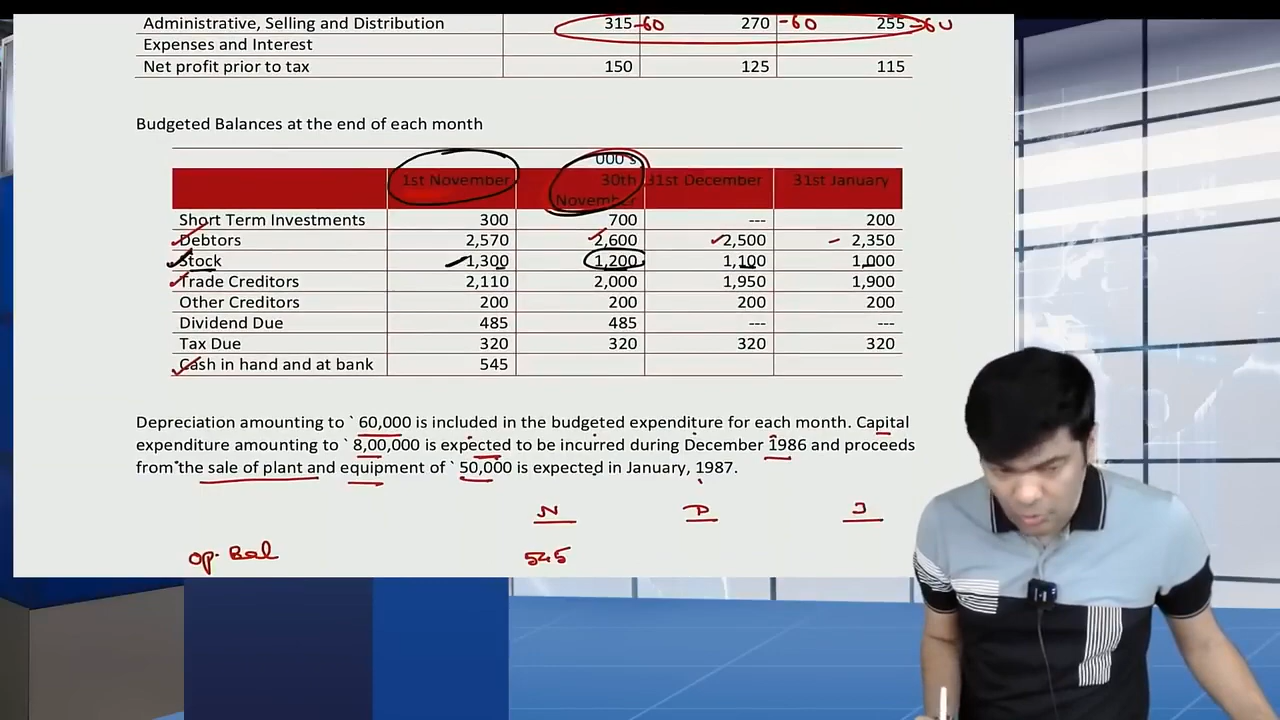 Administrative, Selling and Distribution 315 -60 270 -60 255 -60
Expenses and Interest
Net profit prior to tax 150 125 115
Budgeted Balances at the end of each month
000's
1st November 30th November 31st December 31st January
Short Term Investments 300 700 --- 200
Debtors 2,570 2,600 2,500 2,350
Stock 1,300 1,200 1,100 1,000
Trade Creditors 2,110 2,000 1,950 1,900
Other Creditors 200 200 200 200
Dividend Due 485 485 --- ---
Tax Due 320 320 320 320
Cash in hand and at bank 545
Depreciation amounting to ` 60,000 is included in the budgeted expenditure for each month. Capital
expenditure amounting to ` 8,00,000 is expected to be incurred during December 1986 and proceeds
from the sale of plant and equipment of ` 50,000 is expected in January, 1987.
N D J
Op. Bal 545